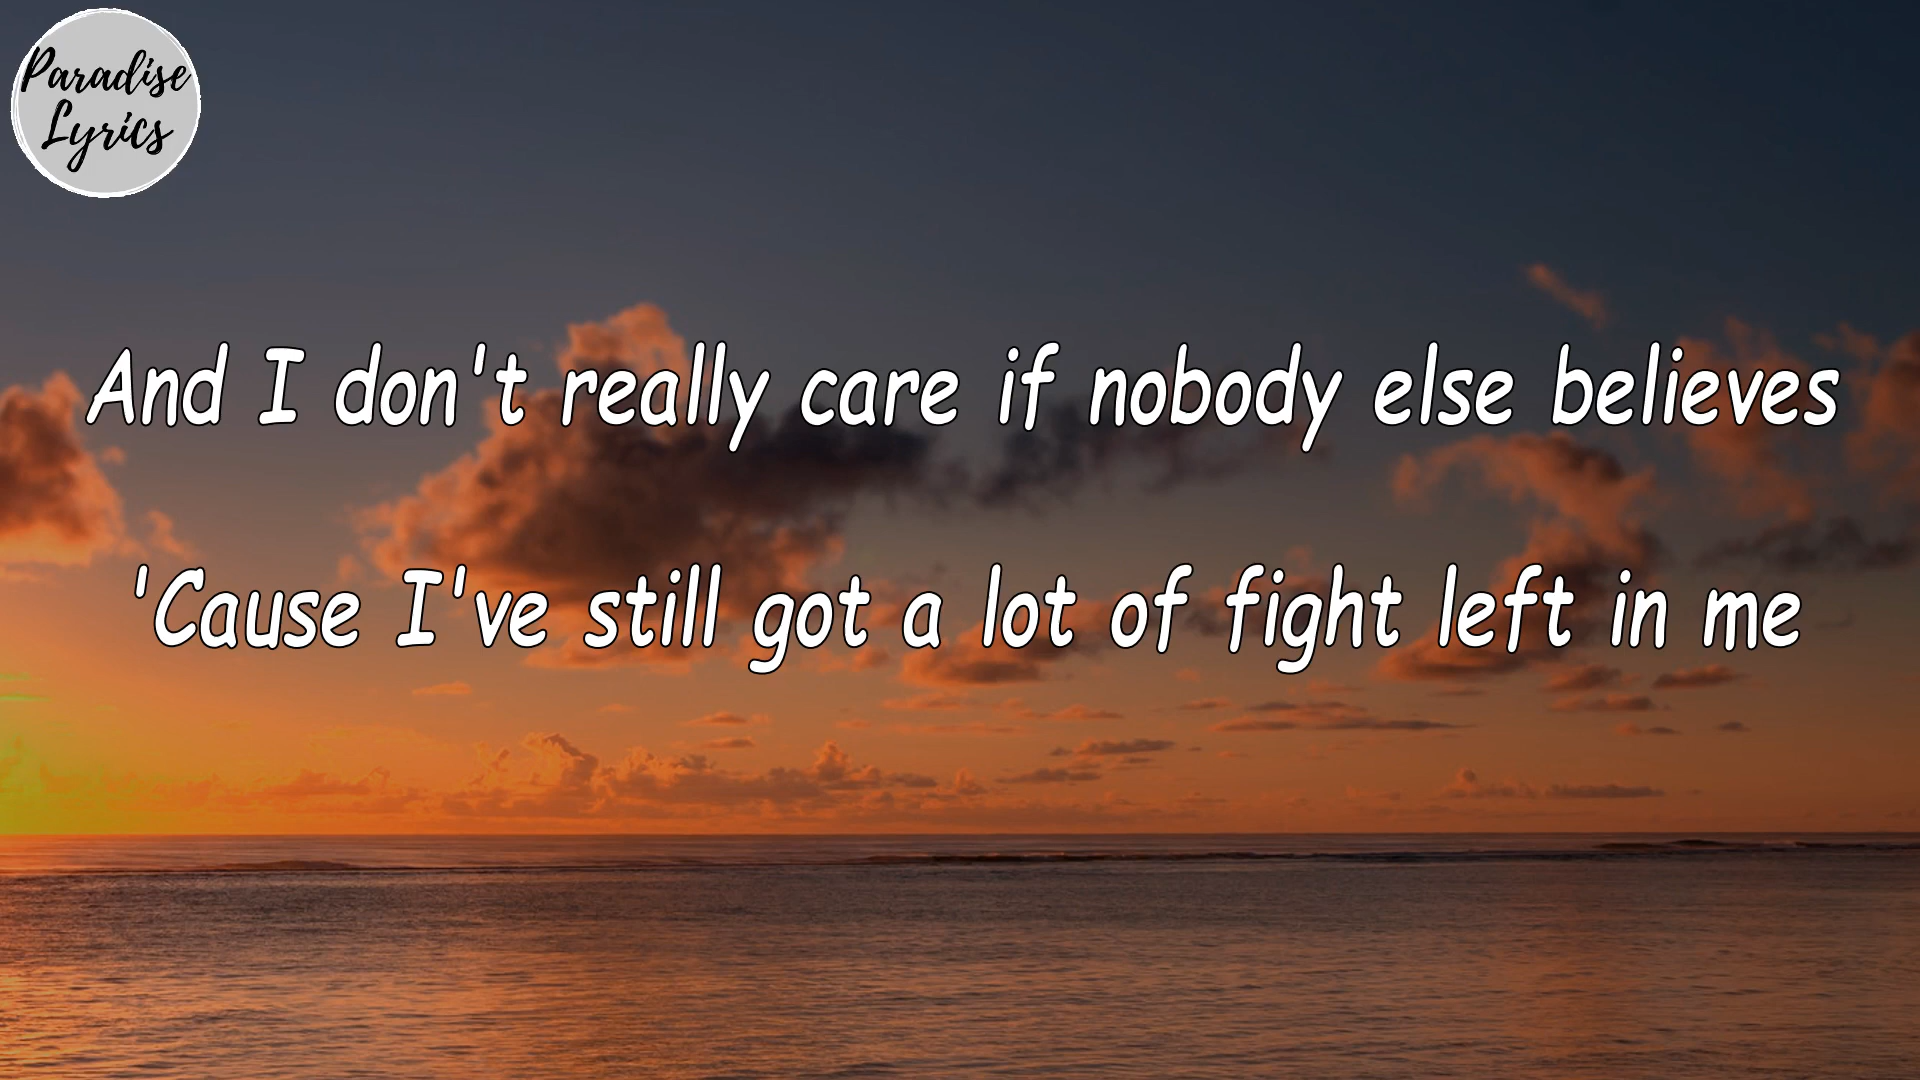 Paradise
Lyrics
And I don't really care if nobody else believes
'Cause I've still got a lot of fight left in me